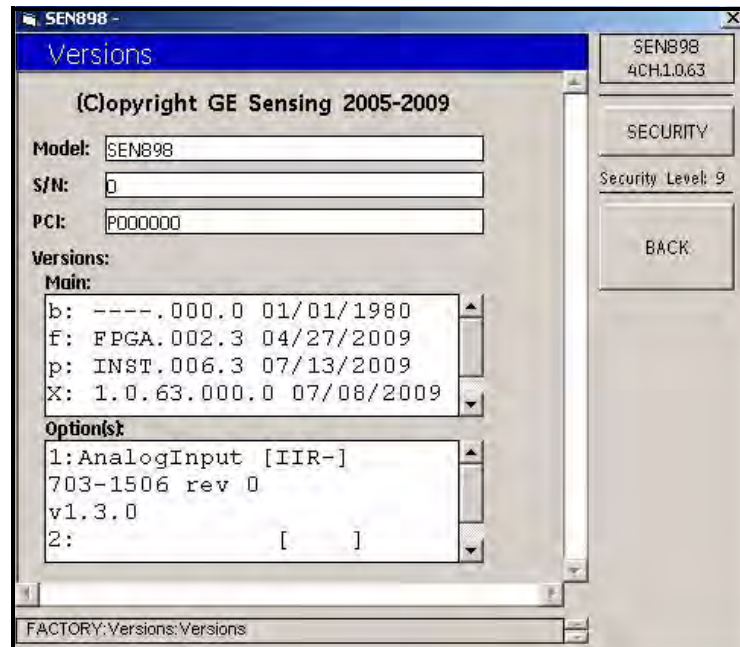 SEN898 -
Versions
(C)opyright GE Sensing 2005-2009
Model: SEN898
S/N: 0
PCI: P000000
Versions:
Main:
b: ----.000.0 01/01/1980
f: FPGA.002.3 04/27/2009
p: INST.006.3 07/13/2009
X: 1.0.63.000.0 07/08/2009
Option(s):
1:AnalogInput [IIR-]
703-1506 rev 0
v1.3.0
2: [ ]
FACTORY:Versions:Versions
SEN898
4CH.1.0.63
SECURITY
Security Level: 9
BACK